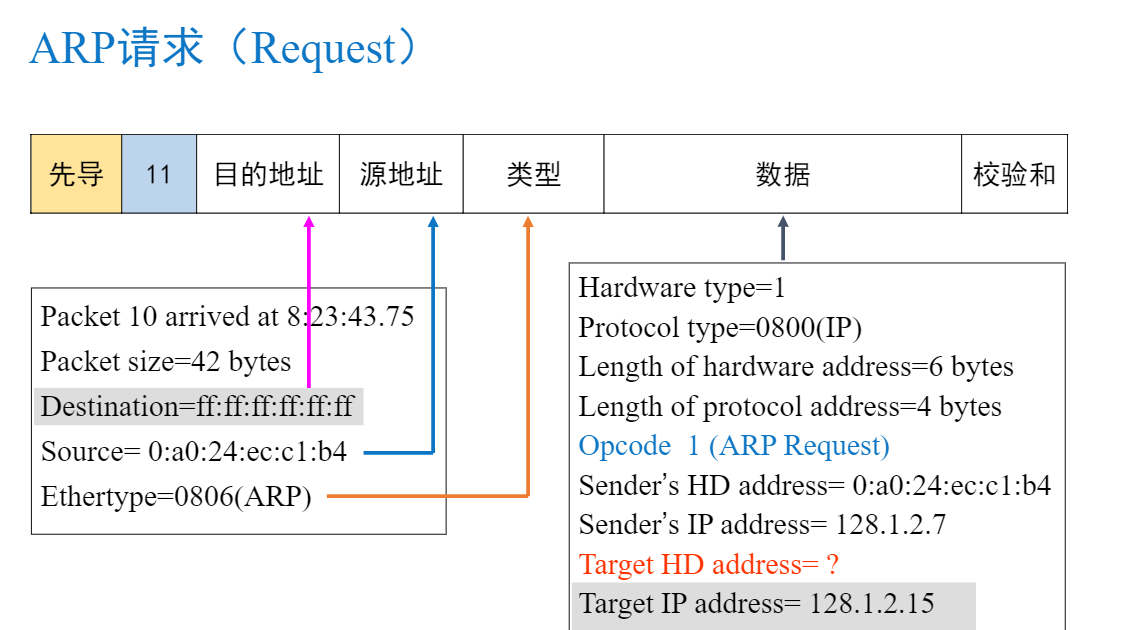 ARP请求（Request）
先导 11 目的地址 源地址 类型 数据 校验和
Packet 10 arrived at 8:23:43.75
Packet size=42 bytes
Destination=ff:ff:ff:ff:ff:ff
Source= 0:a0:24:ec:c1:b4
Ethertype=0806(ARP)
Hardware type=1
Protocol type=0800(IP)
Length of hardware address=6 bytes
Length of protocol address=4 bytes
Opcode  1 (ARP Request)
Sender’s HD address= 0:a0:24:ec:c1:b4
Sender’s IP address= 128.1.2.7
Target HD address= ?
Target IP address= 128.1.2.15